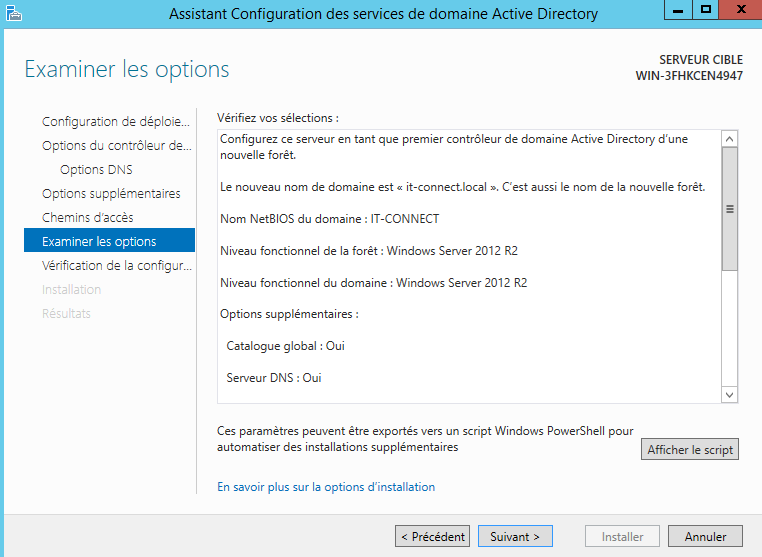 Assistant Configuration des services de domaine Active Directory
Examiner les options
SERVEUR CIBLE
WIN-3FHKCEN4947
Configuration de déploie...
Options du contrôleur de...
Options DNS
Options supplémentaires
Chemins d'accès
Examiner les options
Vérification de la configur...
Installation
Résultats
Vérifiez vos sélections :
Configurez ce serveur en tant que premier contrôleur de domaine Active Directory d'une
nouvelle forêt.
Le nouveau nom de domaine est « it-connect.local ». C'est aussi le nom de la nouvelle forêt.
Nom NetBIOS du domaine : IT-CONNECT
Niveau fonctionnel de la forêt : Windows Server 2012 R2
Niveau fonctionnel du domaine : Windows Server 2012 R2
Options supplémentaires :
Catalogue global : Oui
Serveur DNS : Oui
Ces paramètres peuvent être exportés vers un script Windows PowerShell pour
automatiser des installations supplémentaires
Afficher le script
En savoir plus sur la options d'installation
< Précédent
Suivant >
Installer
Annuler